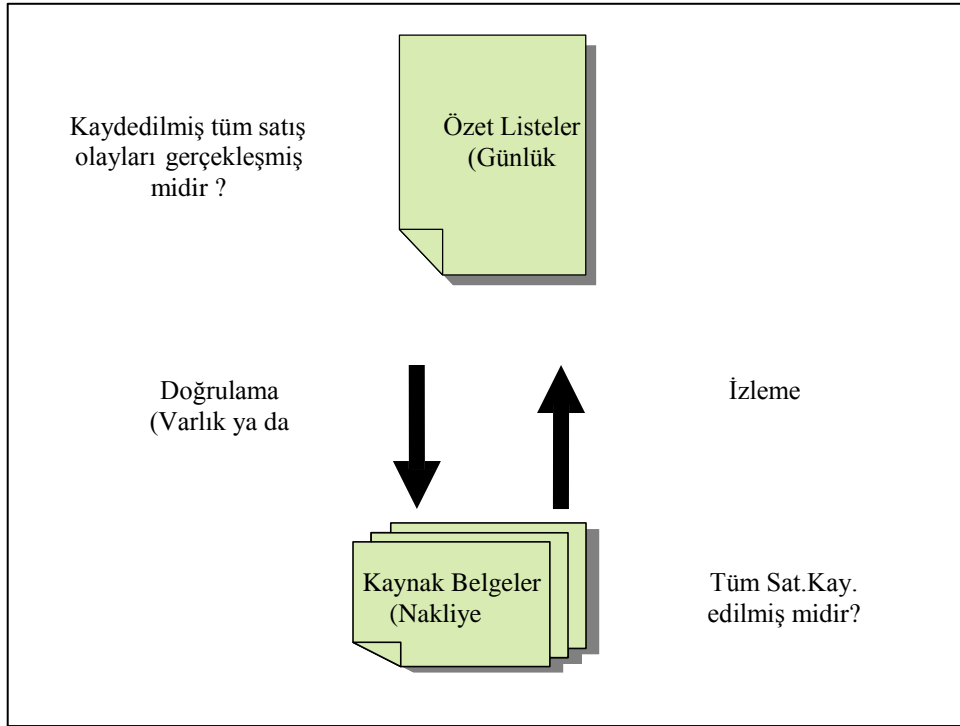 Kaydedilmiş tüm satış
olayları gerçekleşmiş
midir ?
Özet Listeler
(Günlük
Doğrulama
(Varlık ya da
İzleme
Kaynak Belgeler
(Nakliye
Tüm Sat.Kay.
edilmiş midir?